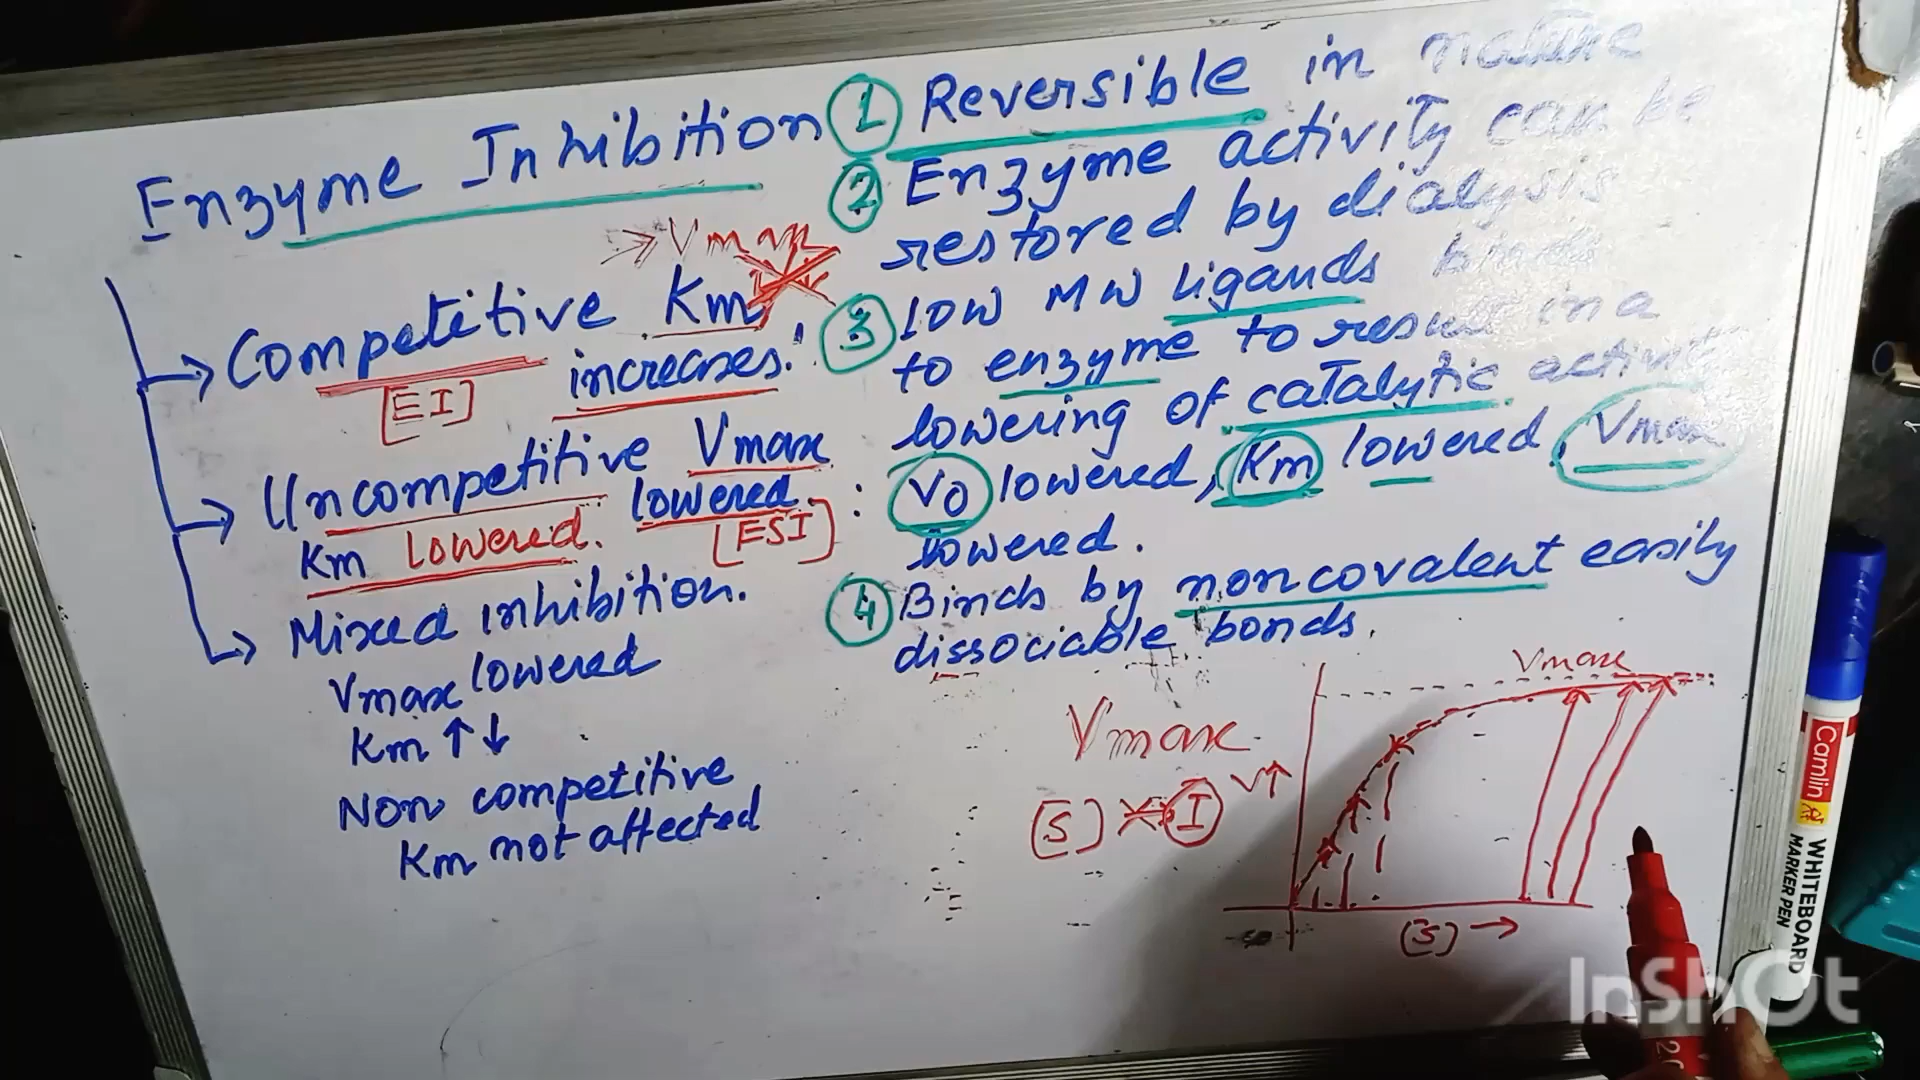 Enzyme Inhibition
→ Vmax
→ Competitive Km
increases.
[EI]
→ Uncompetitive Vmax
lowered
Km lowered. [ESI]
→ Mixed inhibition.
Vmax lowered
Km ↑ ↓
Non competitive
Km not affected
1 Reversible in nature
2 Enzyme activity can be
restored by dialysis
3 low MW ligands binds
to enzyme to result in a
lowering of catalytic activit
: Vo lowered, Km lowered, Vmax
lowered.
4 Binds by noncovalent easily
dissociable bonds.
Vmax
[S] I
Vmax
V↑
[S] →
Camlin
WHITEBOARD
MARKER PEN
InShOt